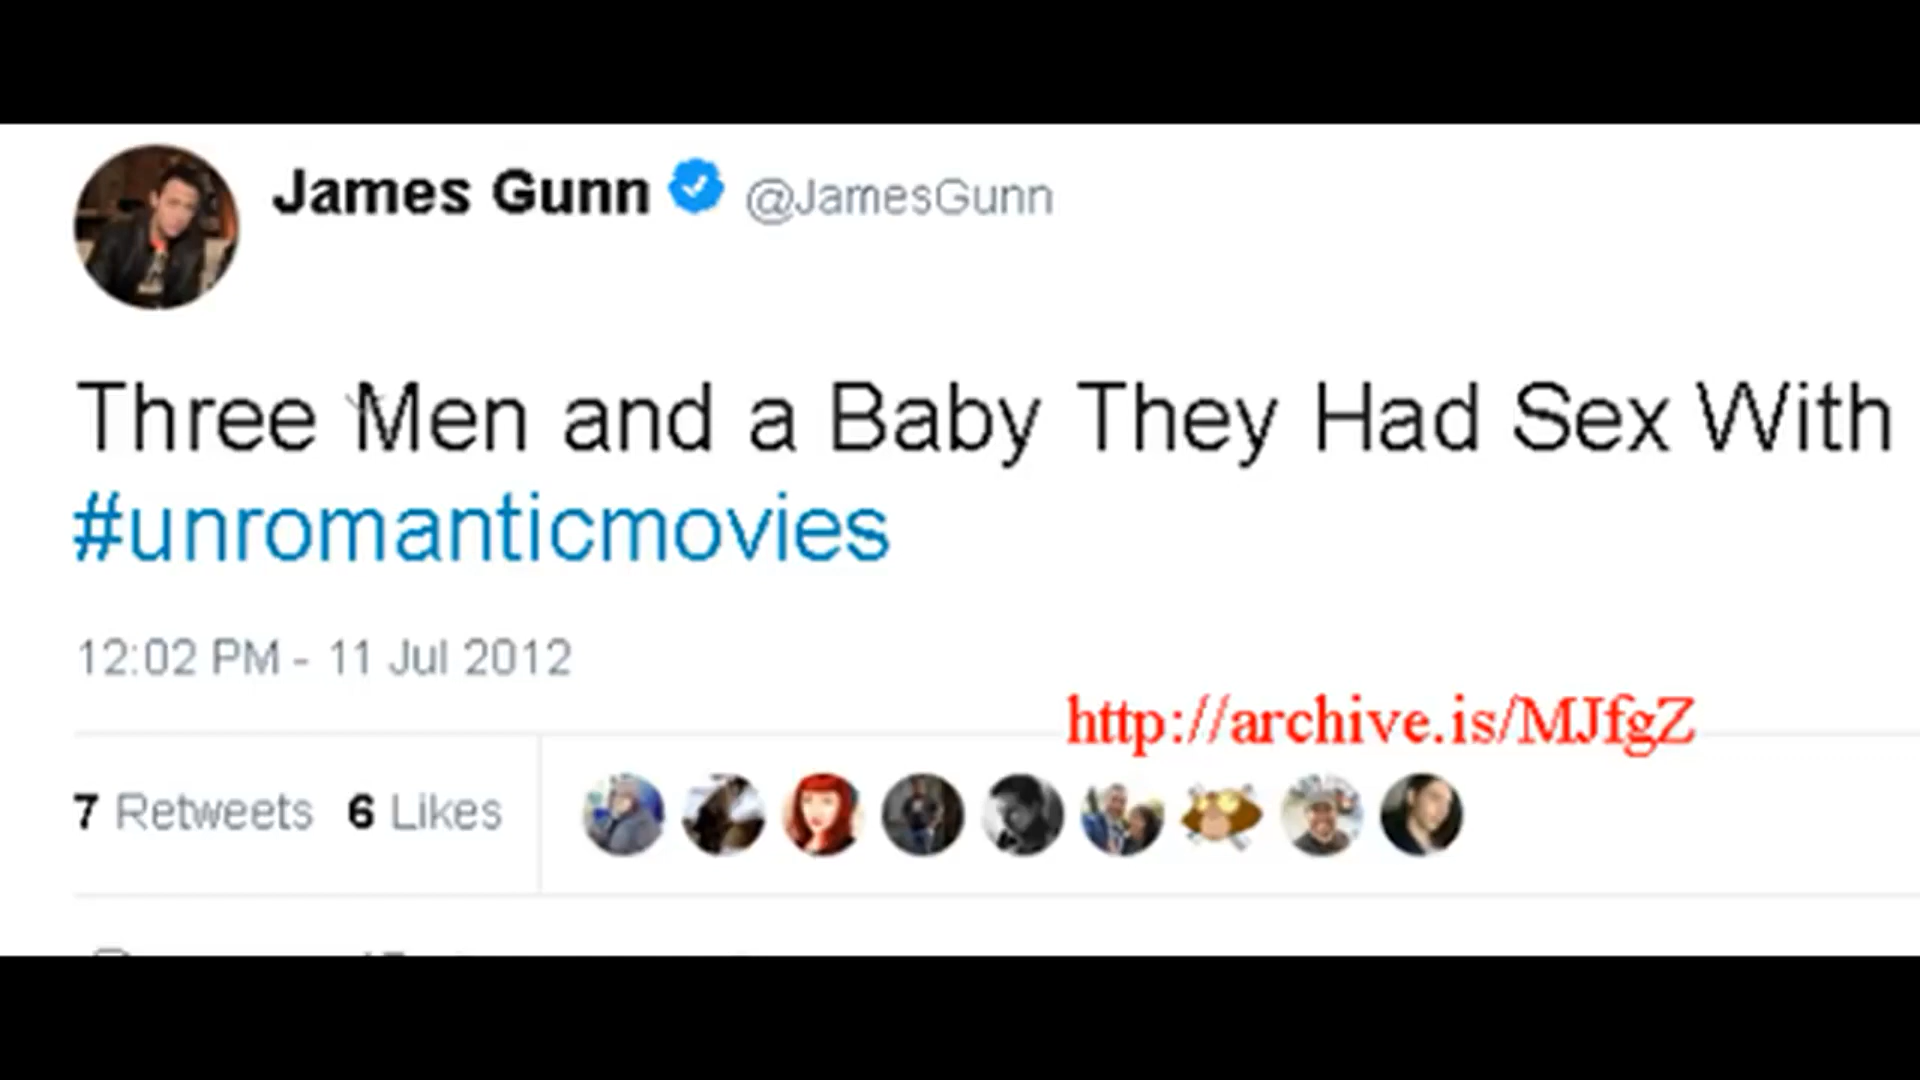 James Gunn @JamesGunn
Three Men and a Baby They Had Sex With
#unromanticmovies
12:02 PM - 11 Jul 2012
http://archive.is/MJfgZ
7 Retweets 6 Likes